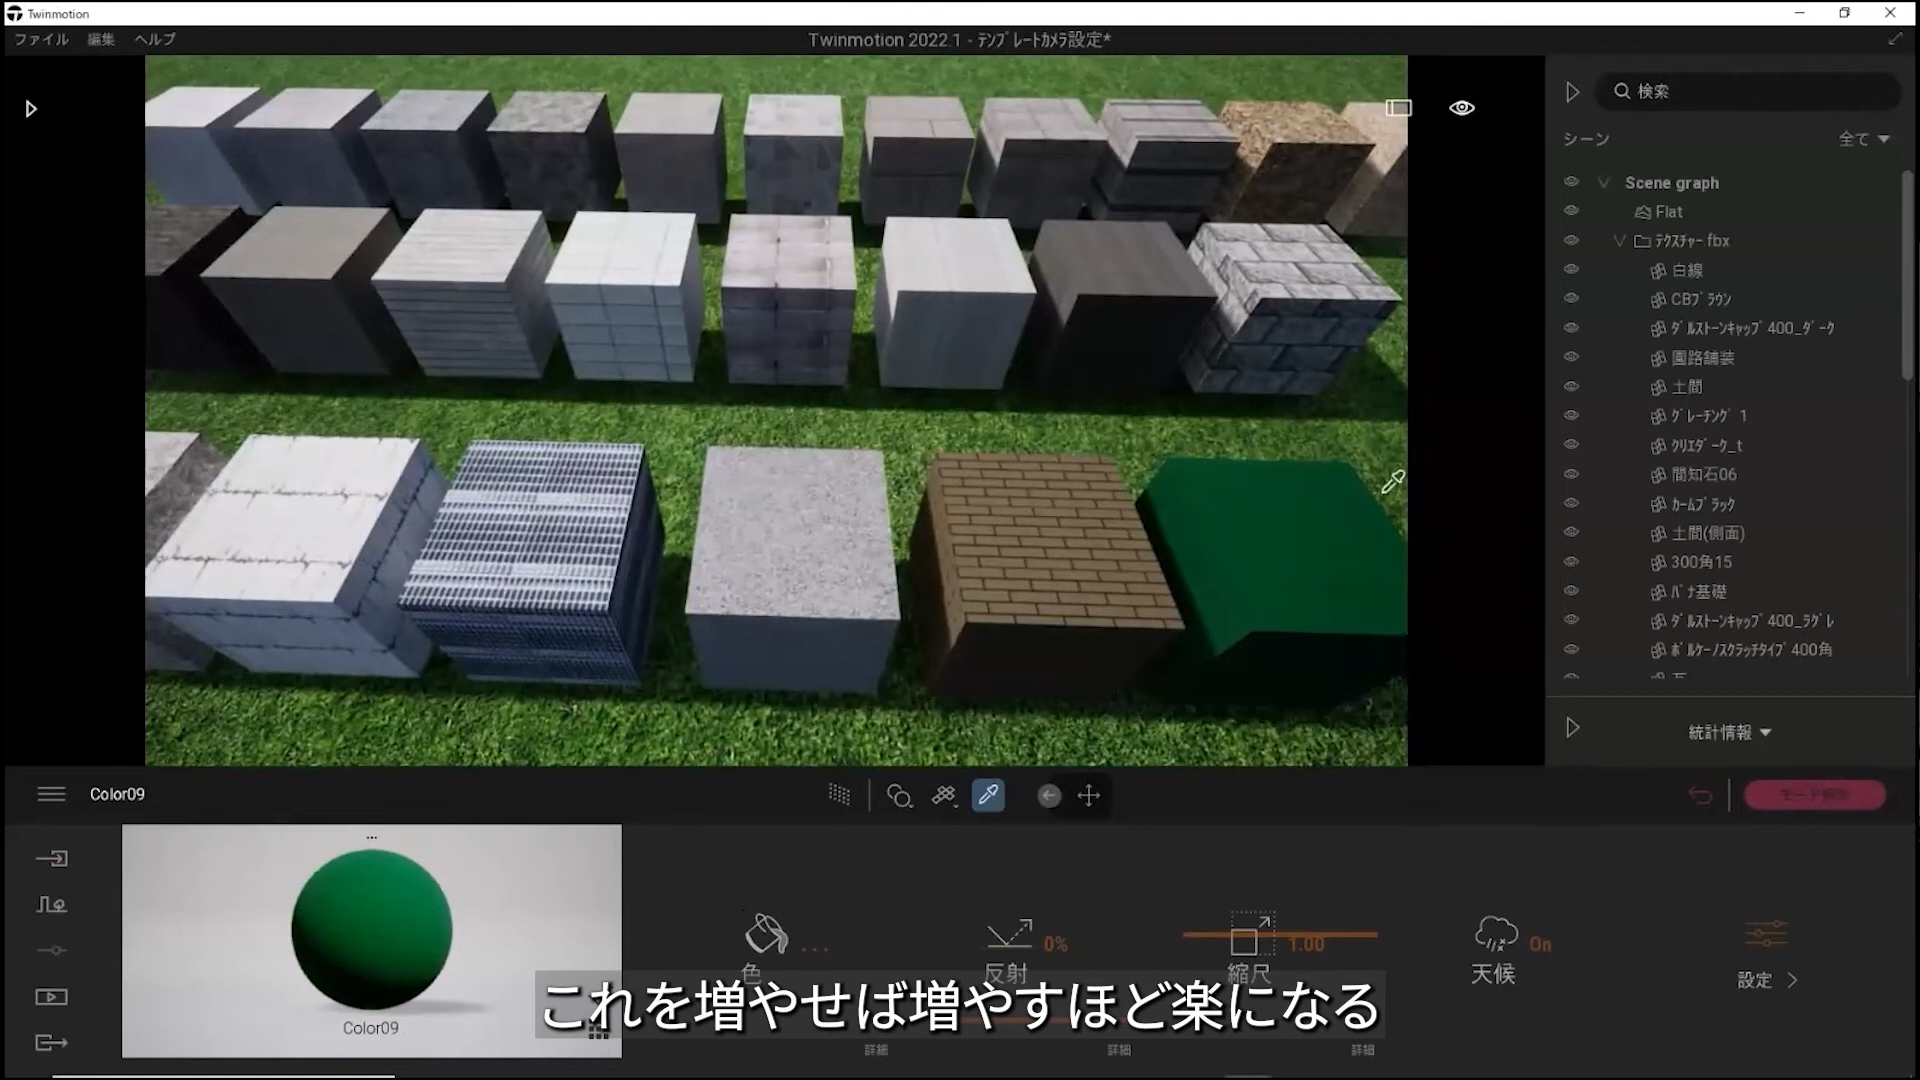 Twinmotion
ファイル 編集 ヘルプ
Twinmotion 2022.1 - ﾃﾝﾌﾟﾚｰﾄｶﾒﾗ設定*
検索
シーン 全て
Scene graph
Flat
ﾃｸｽﾁｬｰ fbx
白線
CBﾌﾞﾗｳﾝ
ﾀﾞﾙｽﾄｰﾝｷｬｯﾌﾟ400_ﾀﾞｰｸ
園路舗装
土間
ｸﾞﾚｰﾁﾝｸﾞ 1
ｸﾘｴﾀﾞｰｸ_t
間知石06
ｶｰﾑﾌﾞﾗｯｸ
土間(側面)
300角15
ﾊﾞﾅ基礎
ﾀﾞﾙｽﾄｰﾝｷｬｯﾌﾟ400_ﾗｸﾞﾚ
ﾎﾞﾙｹｰﾉｽｸﾗｯﾁﾀｲﾌﾟ400角
統計情報
Color09
モード解除
Color09
色 ...
反射 0%
縮尺 1.00
天候 On
設定
これを増やせば増やすほど楽になる
詳細 詳細 詳細